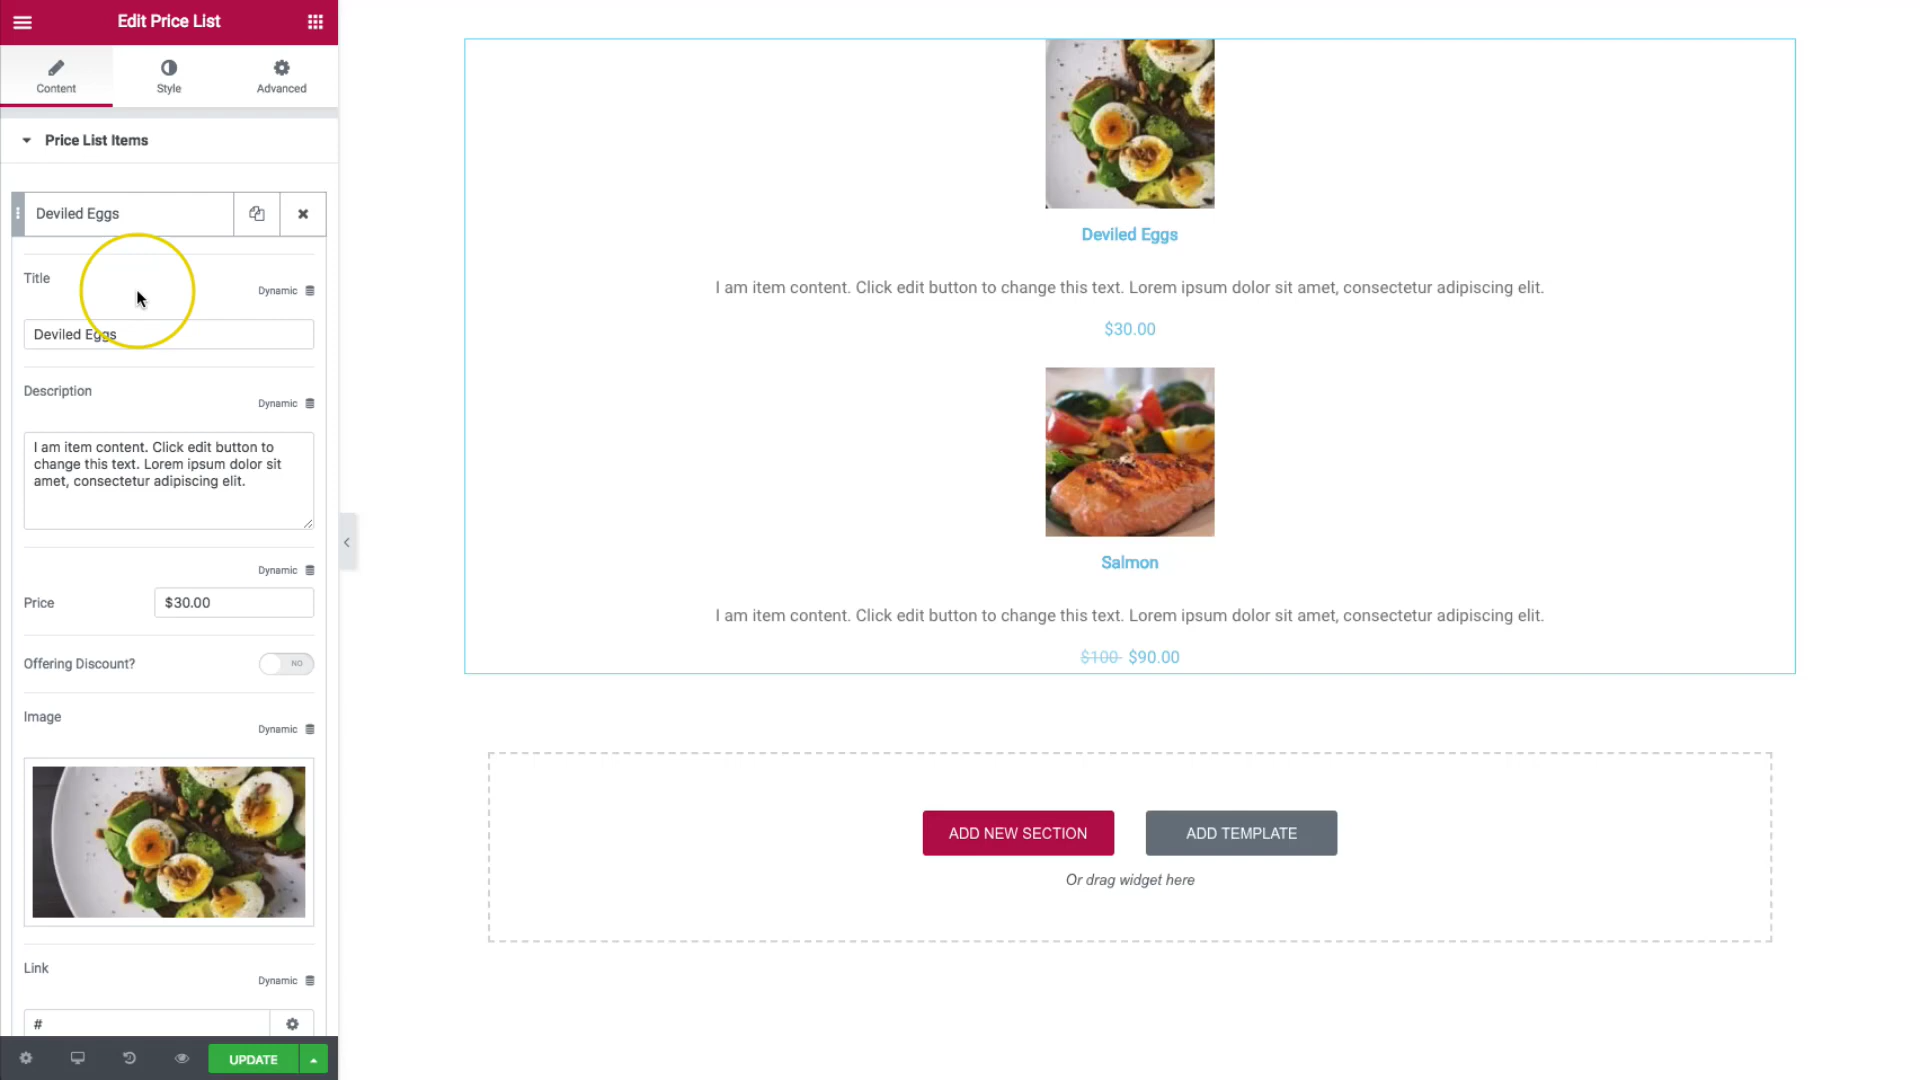 Edit Price List
Content
Style
Advanced
Price List Items
Deviled Eggs
Title
Dynamic
Deviled Eggs
Description
Dynamic
I am item content. Click edit button to
change this text. Lorem ipsum dolor sit
amet, consectetur adipiscing elit.
Dynamic
Price
$30.00
Offering Discount?
NO
Image
Dynamic
Link
Dynamic
#
UPDATE
Deviled Eggs
I am item content. Click edit button to change this text. Lorem ipsum dolor sit amet, consectetur adipiscing elit.
$30.00
Salmon
I am item content. Click edit button to change this text. Lorem ipsum dolor sit amet, consectetur adipiscing elit.
$100 $90.00
ADD NEW SECTION
ADD TEMPLATE
Or drag widget here